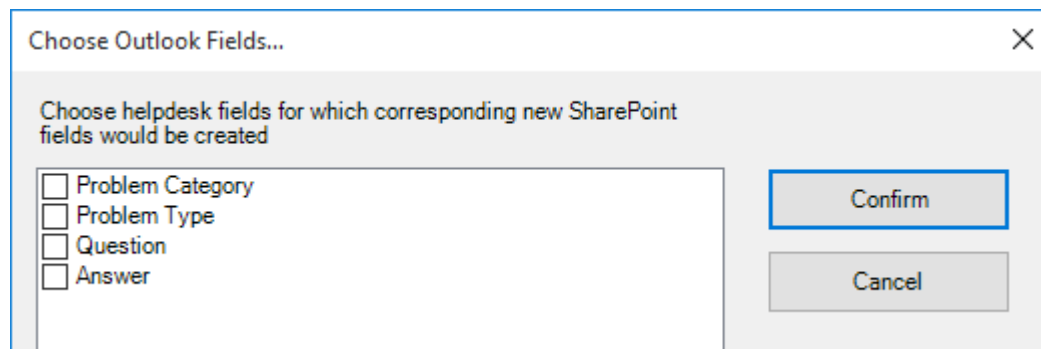 Choose Outlook Fields...
Choose helpdesk fields for which corresponding new SharePoint
fields would be created
Problem Category
Problem Type
Question
Answer
Confirm
Cancel